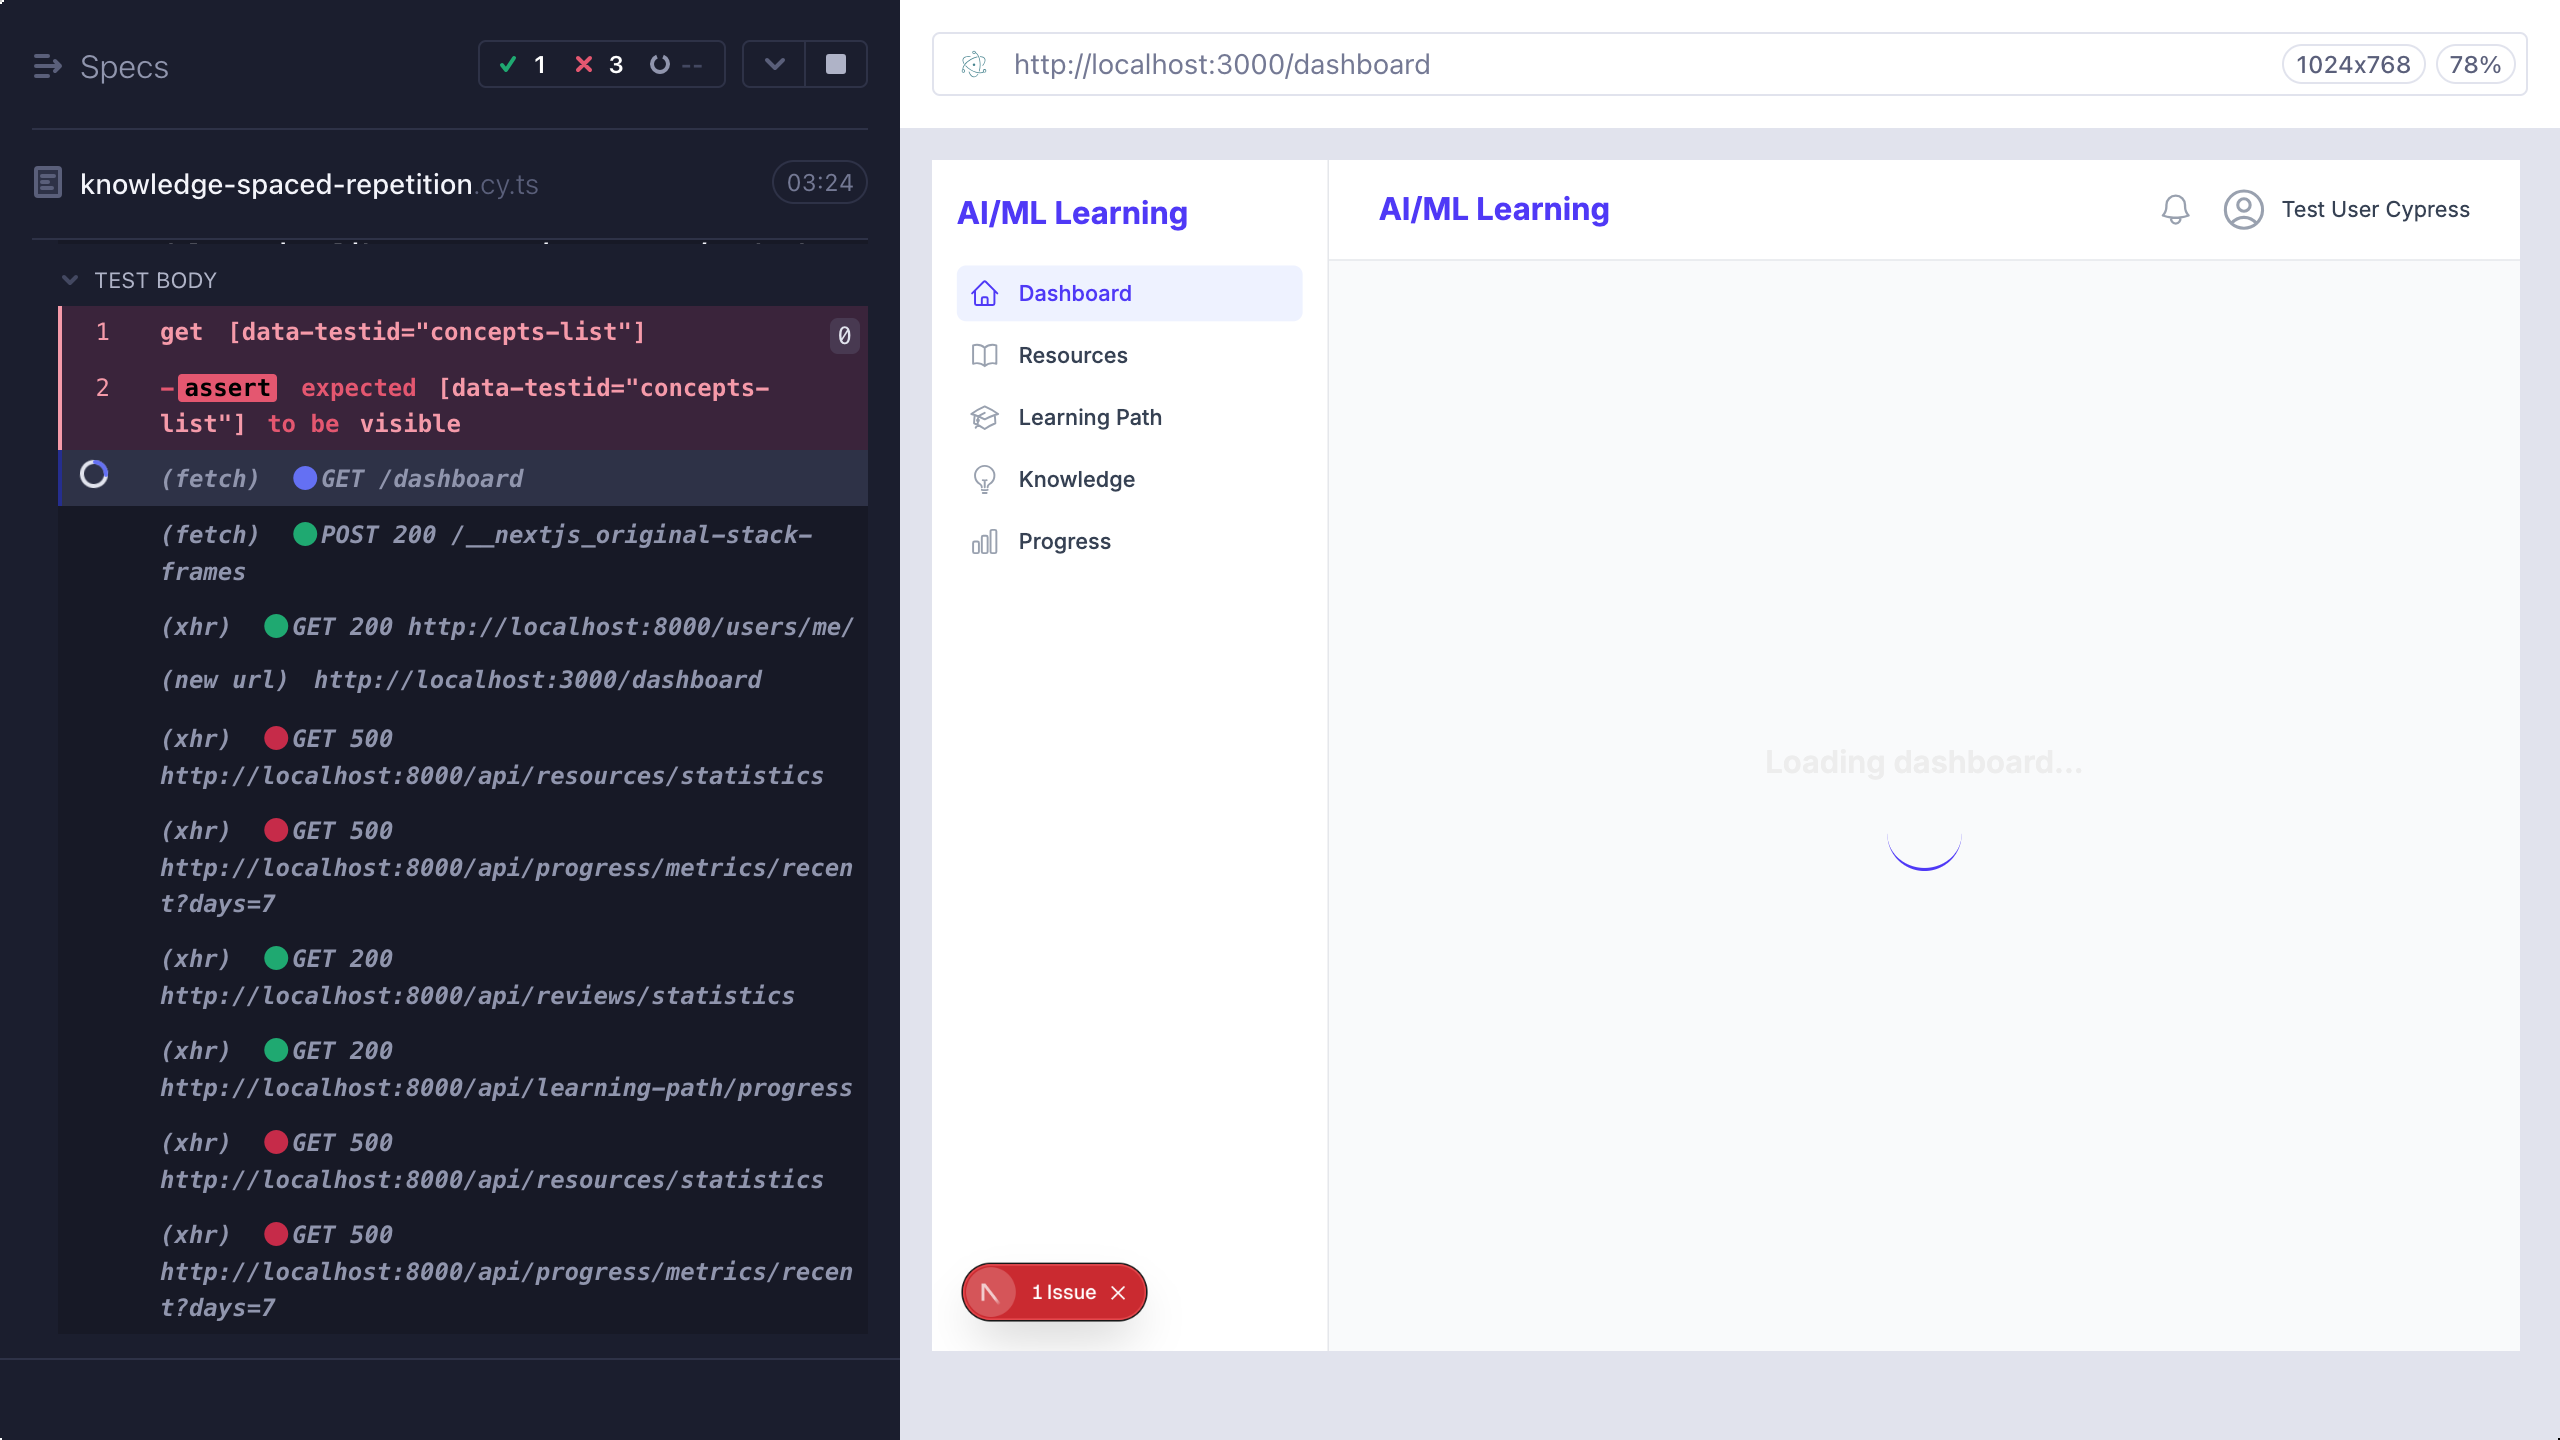 Specs
1 3 --
knowledge-spaced-repetition.cy.ts
03:24
TEST BODY
1 get [data-testid="concepts-list"] 0
2 -assert expected [data-testid="concepts-
list"] to be visible
(fetch) GET /dashboard
(fetch) POST 200 /__nextjs_original-stack-
frames
(xhr) GET 200 http://localhost:8000/users/me/
(new url) http://localhost:3000/dashboard
(xhr) GET 500
http://localhost:8000/api/resources/statistics
(xhr) GET 500
http://localhost:8000/api/progress/metrics/recen
t?days=7
(xhr) GET 200
http://localhost:8000/api/reviews/statistics
(xhr) GET 200
http://localhost:8000/api/learning-path/progress
(xhr) GET 500
http://localhost:8000/api/resources/statistics
(xhr) GET 500
http://localhost:8000/api/progress/metrics/recen
t?days=7
http://localhost:3000/dashboard
1024x768 78%
AI/ML Learning
Dashboard
Resources
Learning Path
Knowledge
Progress
1 Issue
AI/ML Learning
Test User Cypress
Loading dashboard...